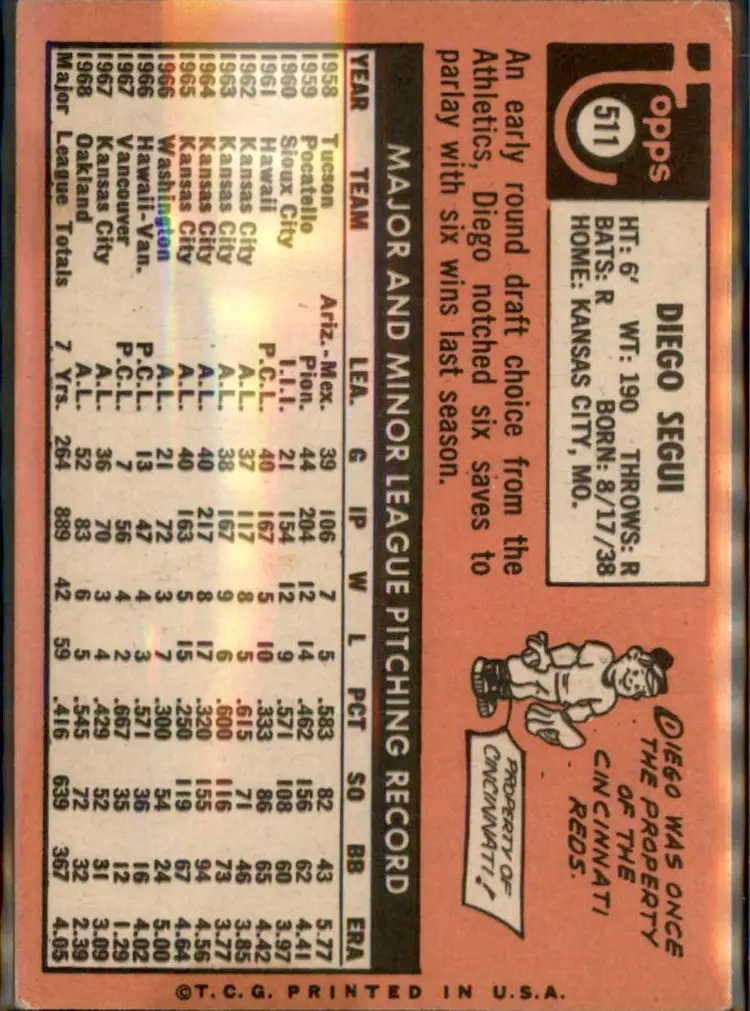 Topps
511
DIEGO SEGUI
HT: 6' WT: 190 THROWS: R
BATS: R BORN: 8/17/38
HOME: KANSAS CITY, MO.
An early round draft choice from the
Athletics, Diego notched six saves to
parlay with six wins last season.
DIEGO WAS ONCE
THE PROPERTY
OF THE
CINCINNATI
REDS.
PROPERTY OF
CINCINNATI!
MAJOR AND MINOR LEAGUE PITCHING RECORD
YEAR TEAM LEA. G IP W L PCT SO BB ERA
1958 Tucson Ariz.-Mex. 39 106 7 5 .583 82 43 5.77
1959 Pocatello Pion. 44 204 12 14 .462 156 62 4.41
1960 Sioux City I.I.I. 21 154 12 9 .571 108 60 3.97
1961 Hawaii P.C.L. 40 167 5 10 .333 86 65 4.42
1962 Kansas City A.L. 37 117 8 5 .615 71 46 3.85
1963 Kansas City A.L. 38 167 9 6 .600 116 73 3.77
1964 Kansas City A.L. 40 217 8 17 .320 155 94 4.56
1965 Kansas City A.L. 40 163 5 15 .250 119 67 4.64
1966 Washington A.L. 21 72 3 7 .300 54 24 5.00
1966 Hawaii-Van. P.C.L. 13 47 4 3 .571 36 16 4.02
1967 Vancouver P.C.L. 7 56 4 2 .667 35 12 1.29
1967 Kansas City A.L. 36 70 3 4 .429 52 31 3.09
1968 Oakland A.L. 52 83 6 5 .545 72 32 2.39
Major League Totals 7 Yrs. 264 889 42 59 .416 639 367 4.05
©T.C.G. PRINTED IN U.S.A.